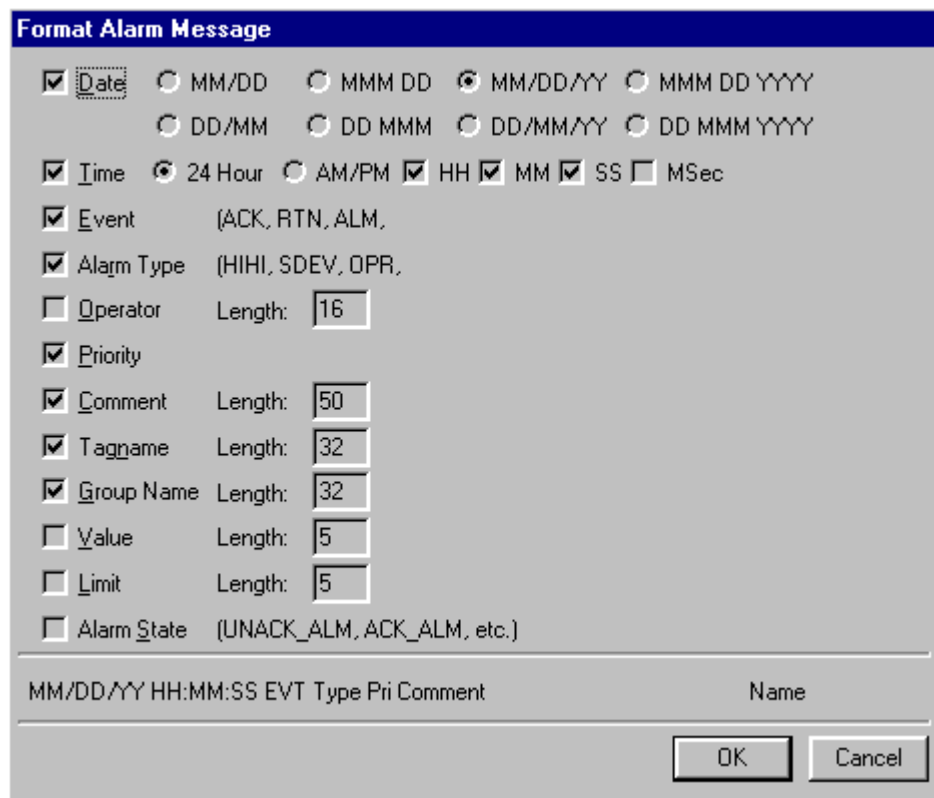 Format Alarm Message
Date MM/DD MMM DD MM/DD/YY MMM DD YYYY
DD/MM DD MMM DD/MM/YY DD MMM YYYY
Time 24 Hour AM/PM HH MM SS MSec
Event (ACK, RTN, ALM,
Alarm Type (HIHI, SDEV, OPR,
Operator Length: 16
Priority
Comment Length: 50
Tagname Length: 32
Group Name Length: 32
Value Length: 5
Limit Length: 5
Alarm State (UNACK_ALM, ACK_ALM, etc.)
MM/DD/YY HH:MM:SS EVT Type Pri Comment Name
OK Cancel